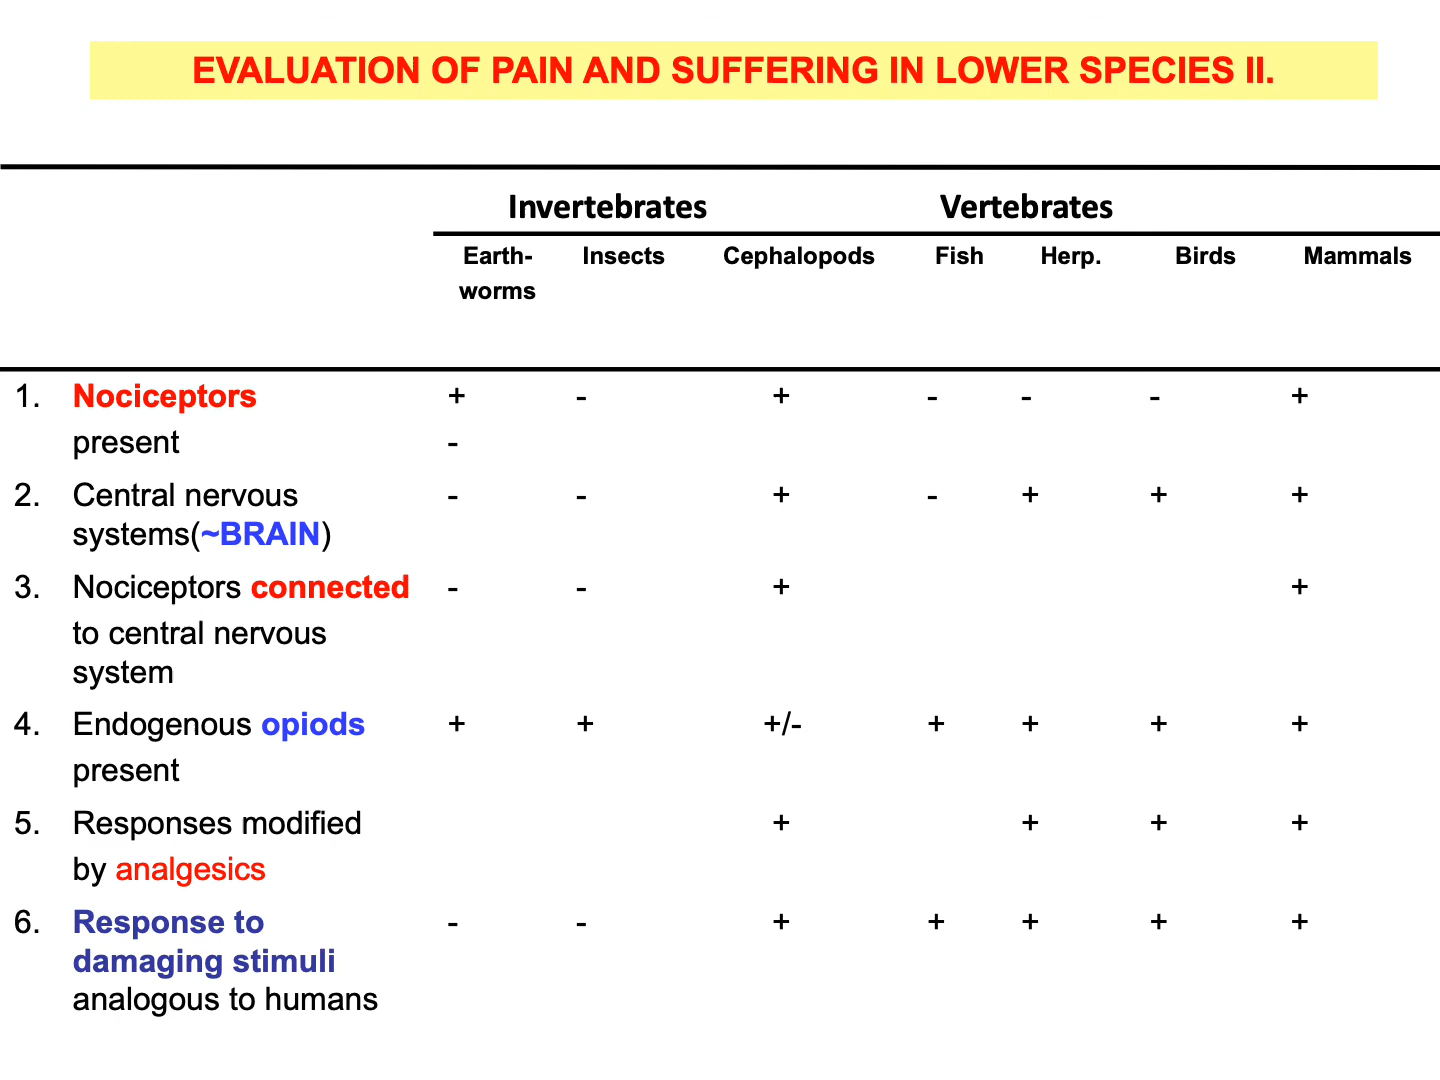 EVALUATION OF PAIN AND SUFFERING IN LOWER SPECIES II.
Invertebrates Vertebrates
Earth- Insects Cephalopods Fish Herp. Birds Mammals
worms
1. Nociceptors + - + - - - +
present -
2. Central nervous - - + - + + +
systems(~BRAIN)
3. Nociceptors connected - - + +
to central nervous
system
4. Endogenous opiods + + +/- + + + +
present
5. Responses modified + + + +
by analgesics
6. Response to - - + + + + +
damaging stimuli
analogous to humans